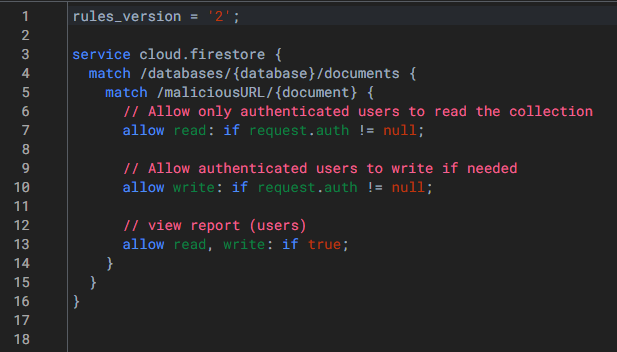 1 rules_version = '2';
2
3 service cloud.firestore {
4 match /databases/{database}/documents {
5 match /maliciousURL/{document} {
6 // Allow only authenticated users to read the collection
7 allow read: if request.auth != null;
8
9 // Allow authenticated users to write if needed
10 allow write: if request.auth != null;
11
12 // view report (users)
13 allow read, write: if true;
14 }
15 }
16 }
17
18